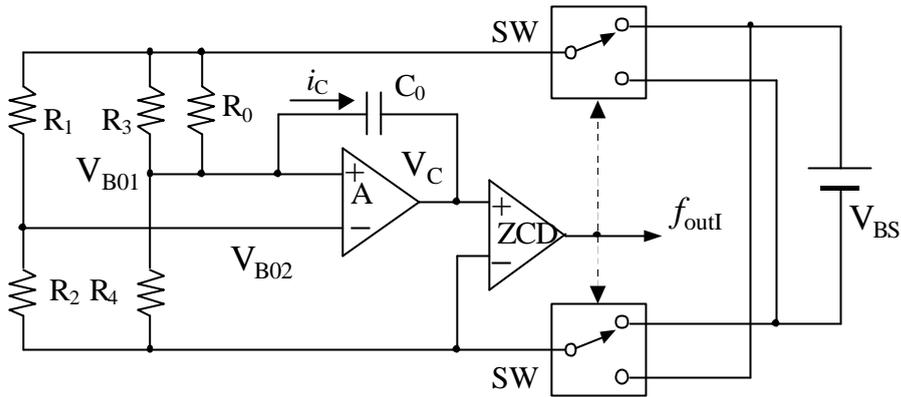 SW
i_C
C_0
R_1
R_3
R_0
V_B01
+
A
−
V_C
+
ZCD
−
f_outI
V_BS
V_B02
R_2
R_4
SW